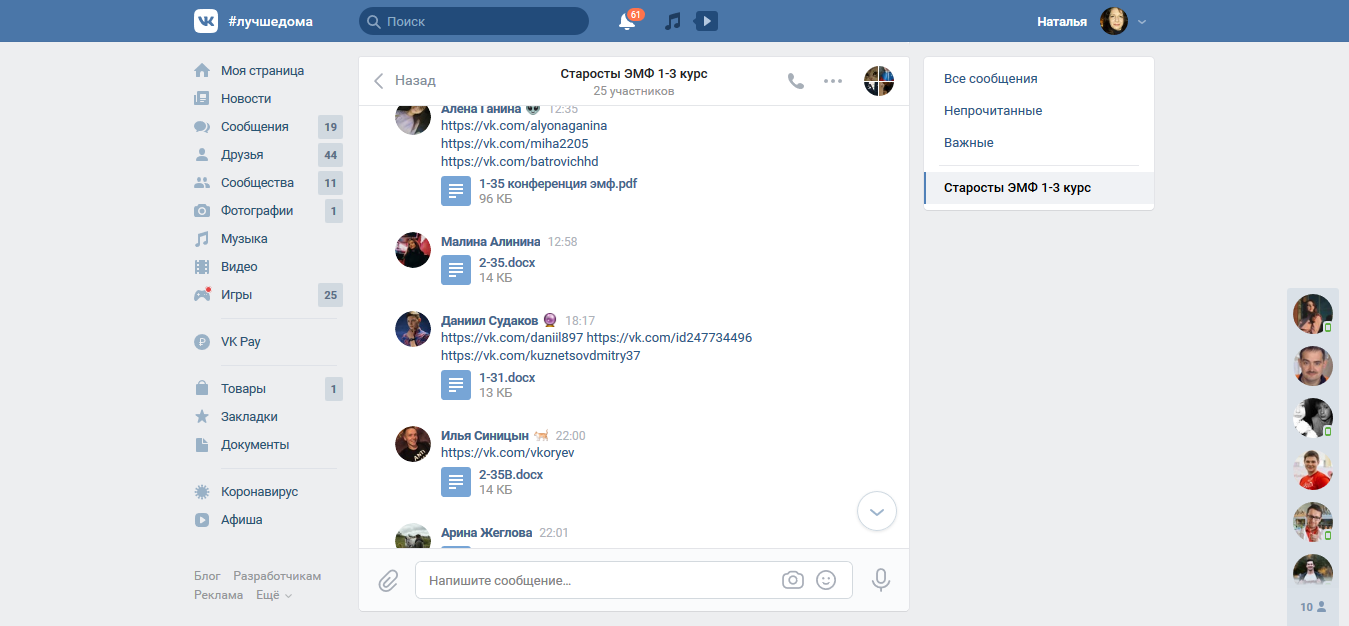 #лучшедома
Поиск
61
Наталья
Моя страница
Новости
Сообщения 19
Друзья 44
Сообщества 11
Фотографии 1
Музыка
Видео
Игры 25
VK Pay
Товары 1
Закладки
Документы
Коронавирус
Афиша
Блог Разработчикам
Реклама Ещё
Назад
Старосты ЭМФ 1-3 курс
25 участников
Алёна Ганина 12:35
https://vk.com/alyonaganina
https://vk.com/miha2205
https://vk.com/batrovichhd
1-35 конференция эмф.pdf
96 КБ
Малина Алинина 12:58
2-35.docx
14 КБ
Даниил Судаков 18:17
https://vk.com/daniil897 https://vk.com/id247734496
https://vk.com/kuznetsovdmitry37
1-31.docx
13 КБ
Илья Синицын 22:00
https://vk.com/vkoryev
2-35В.docx
14 КБ
Арина Жеглова 22:01
Напишите сообщение...
Все сообщения
Непрочитанные
Важные
Старосты ЭМФ 1-3 курс
10